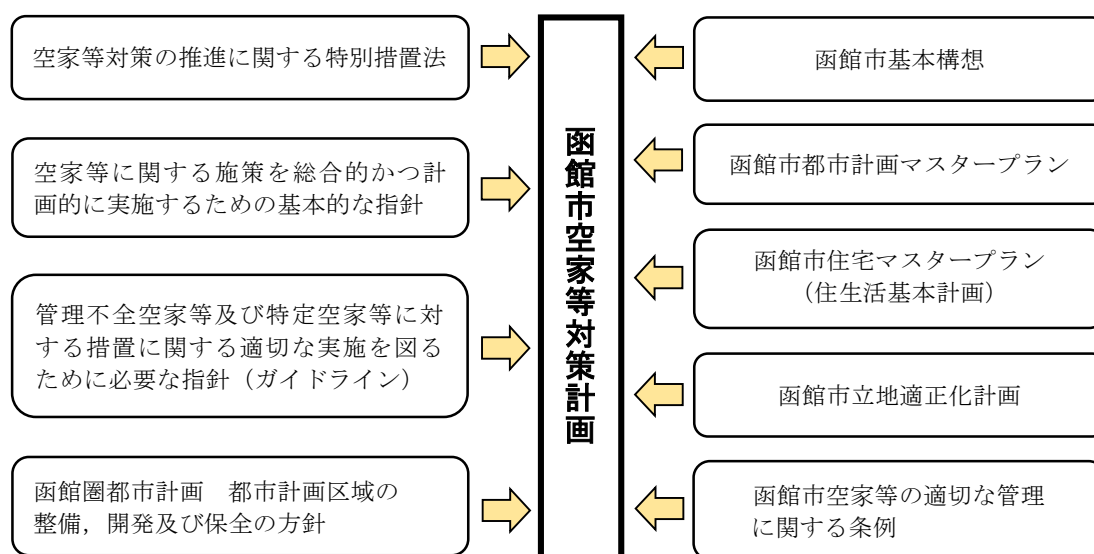 空家等対策の推進に関する特別措置法
空家等に関する施策を総合的かつ計
画的に実施するための基本的な指針
管理不全空家等及び特定空家等に対
する措置に関する適切な実施を図る
ために必要な指針（ガイドライン）
函館圏都市計画　都市計画区域の
整備，開発及び保全の方針
函館市空家等対策計画
函館市基本構想
函館市都市計画マスタープラン
函館市住宅マスタープラン
（住生活基本計画）
函館市立地適正化計画
函館市空家等の適切な管理
に関する条例